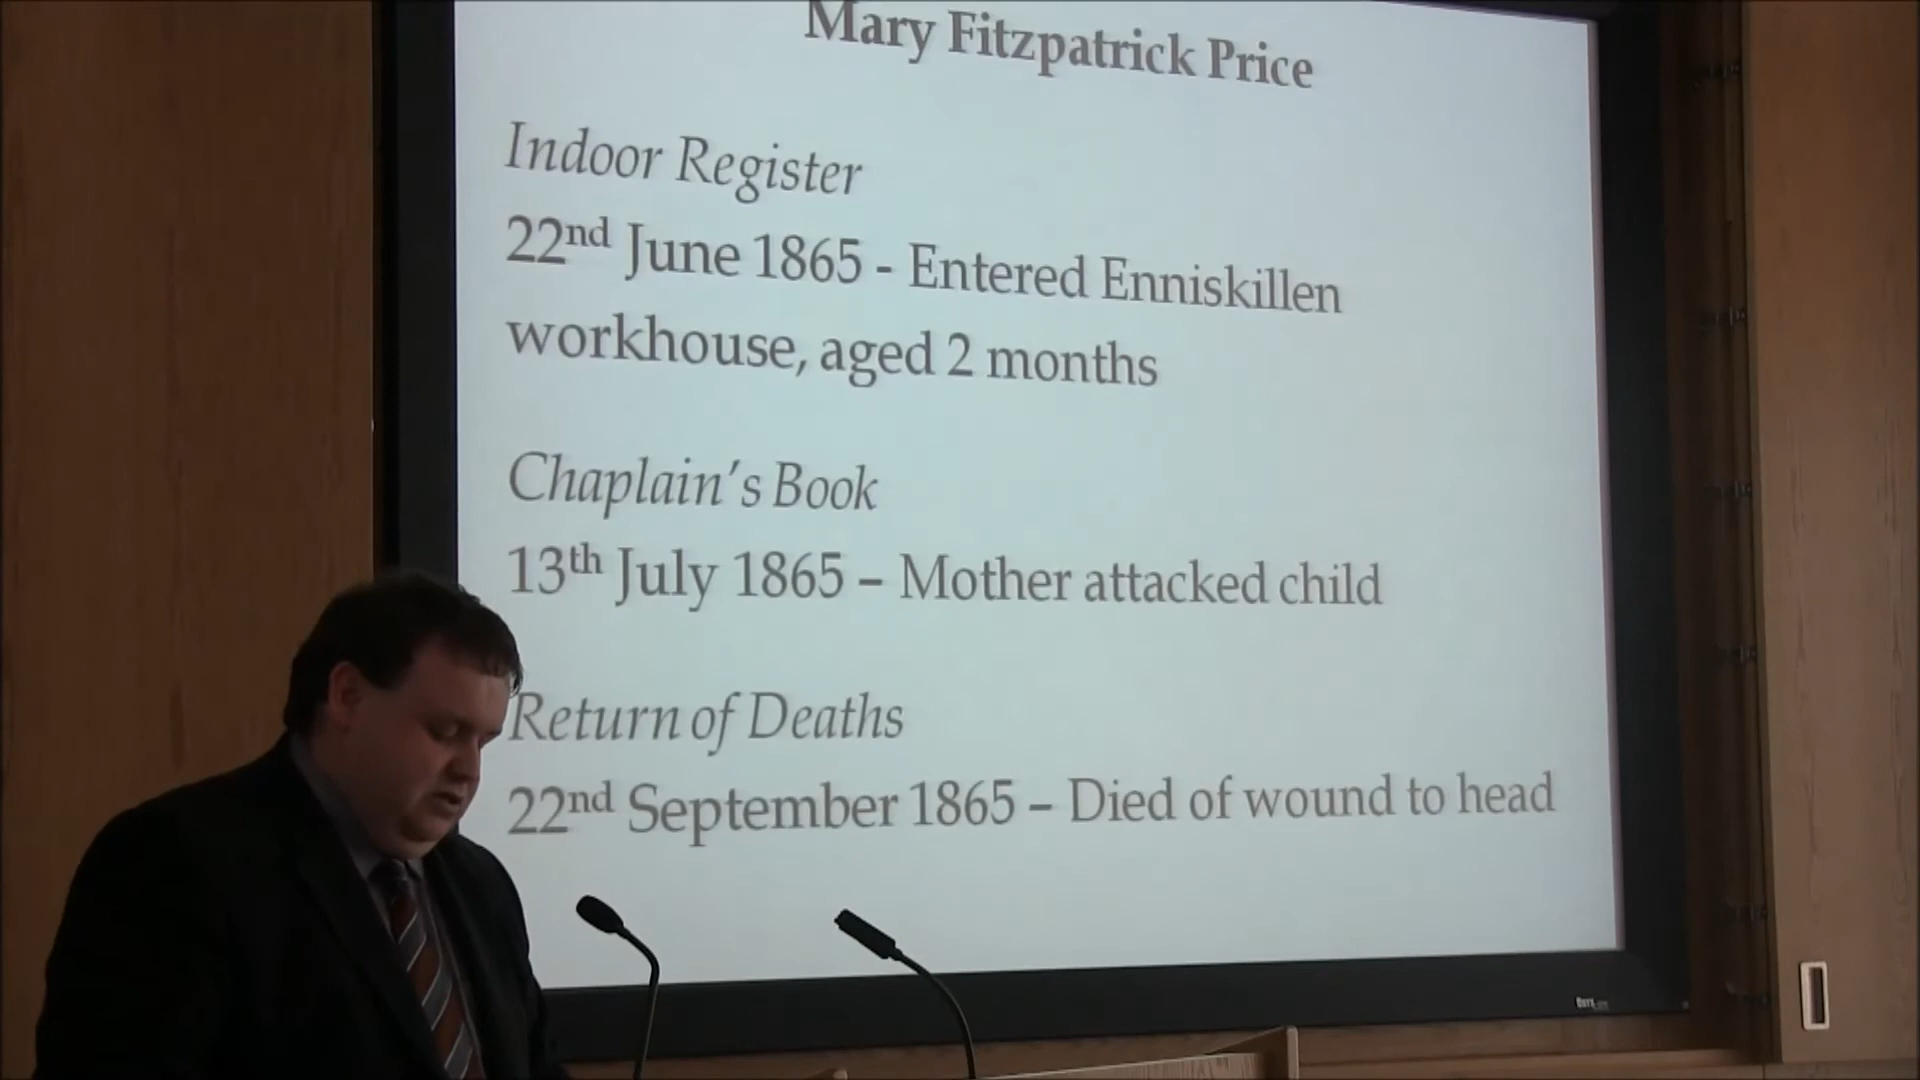 Mary Fitzpatrick Price
Indoor Register
22nd June 1865 - Entered Enniskillen
workhouse, aged 2 months
Chaplain's Book
13th July 1865 – Mother attacked child
Return of Deaths
22nd September 1865 – Died of wound to head